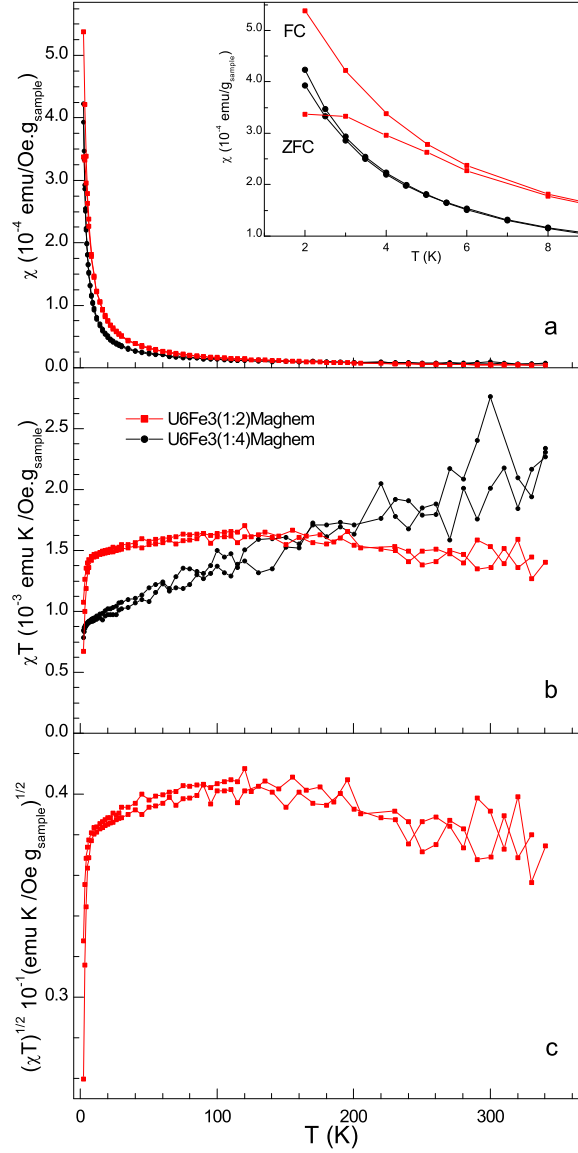 5.0
4.0
3.0
2.0
1.0
0.0
χ (10⁻⁴ emu/Oe.g_sample)
FC
ZFC
5.0
4.0
3.0
2.0
1.0
χ (10⁻⁴ emu/g_sample)
2 4 6 8
T (K)
a
2.5
2.0
1.5
1.0
0.5
0.0
χT (10⁻³ emu K /Oe.g_sample)
U6Fe3(1:2)Maghem
U6Fe3(1:4)Maghem
b
0.4
0.3
(χT)^1/2 10⁻¹(emu K /Oe g_sample)^1/2
c
0 100 200 300
T (K)